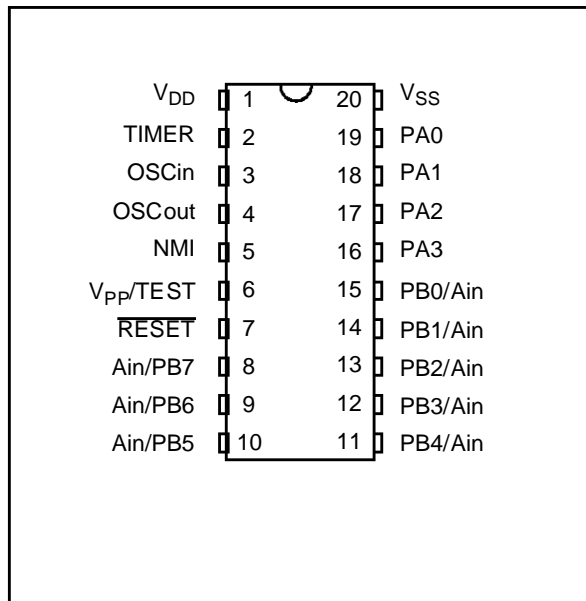 VDD 1 20 VSS
TIMER 2 19 PA0
OSCin 3 18 PA1
OSCout 4 17 PA2
NMI 5 16 PA3
VPP/TEST 6 15 PB0/Ain
RESET 7 14 PB1/Ain
Ain/PB7 8 13 PB2/Ain
Ain/PB6 9 12 PB3/Ain
Ain/PB5 10 11 PB4/Ain